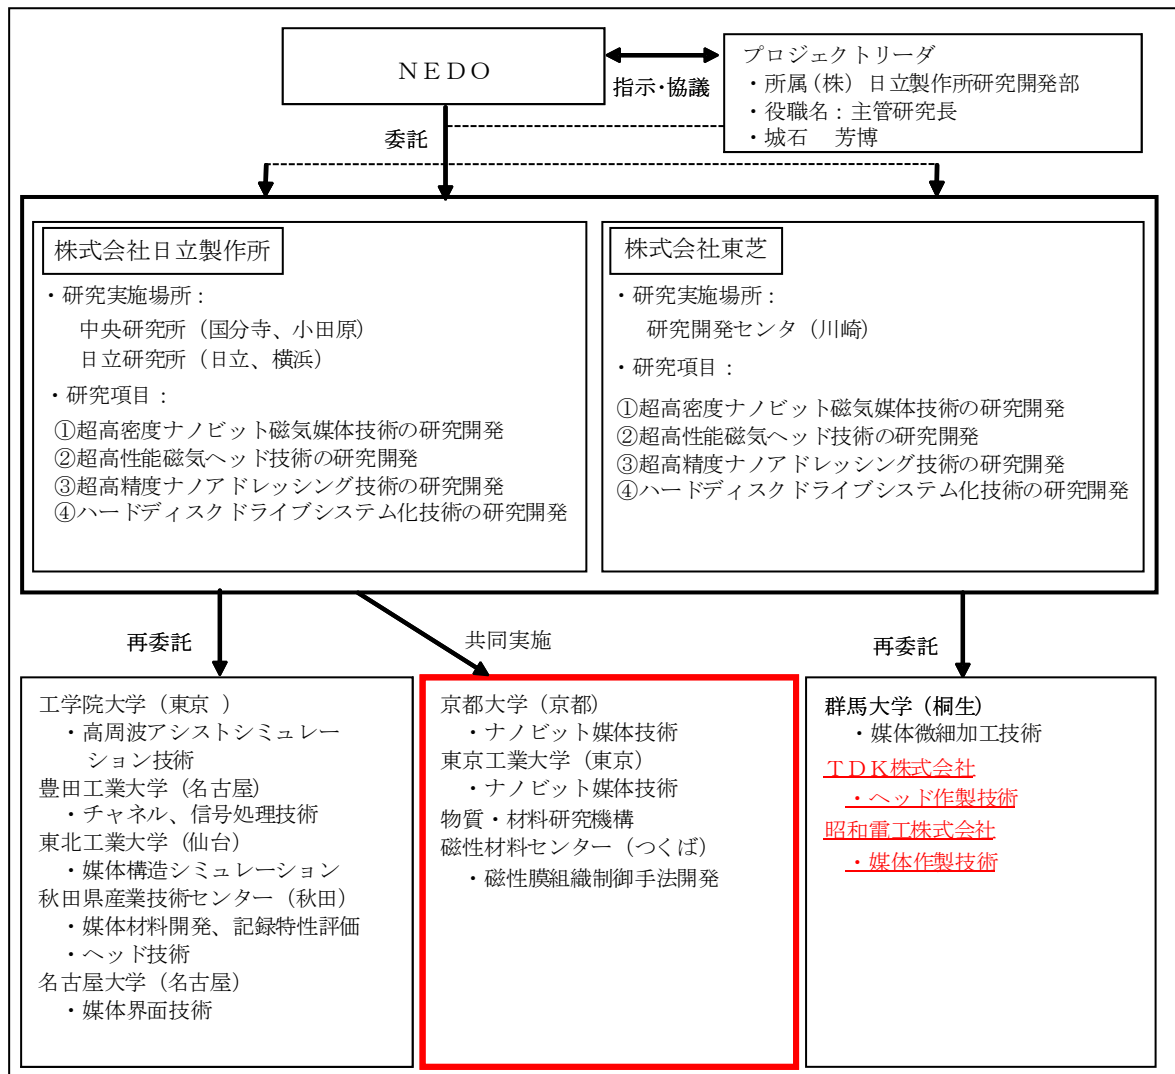 ＮＥＤＯ
指示・協議
プロジェクトリーダ
・所属（株）日立製作所研究開発部
・役職名：主管研究長
・城石　芳博
委託
株式会社日立製作所
・研究実施場所：
中央研究所（国分寺、小田原）
日立研究所（日立、横浜）
・研究項目：
①超高密度ナノビット磁気媒体技術の研究開発
②超高性能磁気ヘッド技術の研究開発
③超高精度ナノアドレッシング技術の研究開発
④ハードディスクドライブシステム化技術の研究開発
株式会社東芝
・研究実施場所：
研究開発センタ（川崎）
・研究項目：
①超高密度ナノビット磁気媒体技術の研究開発
②超高性能磁気ヘッド技術の研究開発
③超高精度ナノアドレッシング技術の研究開発
④ハードディスクドライブシステム化技術の研究開発
再委託
共同実施
再委託
工学院大学（東京 ）
・高周波アシストシミュレー
ション技術
豊田工業大学（名古屋）
・チャネル、信号処理技術
東北工業大学（仙台）
・媒体構造シミュレーション
秋田県産業技術センター（秋田）
・媒体材料開発、記録特性評価
・ヘッド技術
名古屋大学（名古屋）
・媒体界面技術
京都大学（京都）
・ナノビット媒体技術
東京工業大学（東京）
・ナノビット媒体技術
物質・材料研究機構
磁性材料センター（つくば）
・磁性膜組織制御手法開発
群馬大学（桐生）
・媒体微細加工技術
ＴＤＫ株式会社
・ヘッド作製技術
昭和電工株式会社
・媒体作製技術